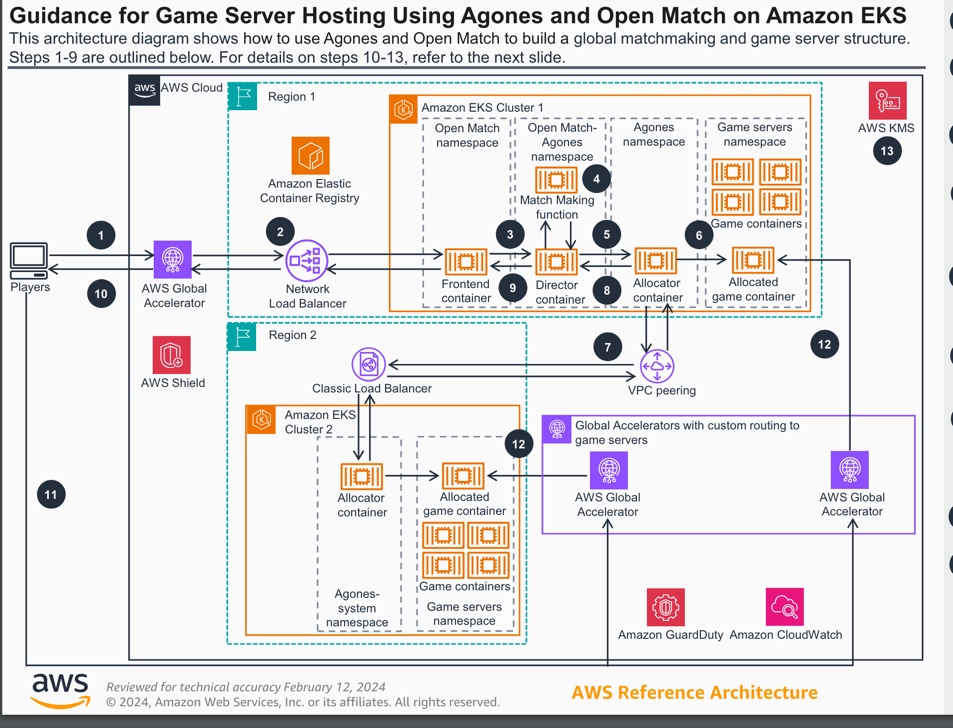 Guidance for Game Server Hosting Using Agones and Open Match on Amazon EKS
This architecture diagram shows how to use Agones and Open Match to build a global matchmaking and game server structure.
Steps 1-9 are outlined below. For details on steps 10-13, refer to the next slide.
aws
AWS Cloud
Region 1
Amazon EKS Cluster 1
AWS KMS
13
Open Match
namespace
Open Match-
Agones
namespace
Agones
namespace
Game servers
namespace
Amazon Elastic
Container Registry
4
Match Making
function
Game containers
1
2
3
5
6
Players
10
AWS Global
Accelerator
Network
Load Balancer
Frontend
container
9
Director
container
8
Allocator
container
Allocated
game container
Region 2
7
12
AWS Shield
Classic Load Balancer
VPC peering
Amazon EKS
Cluster 2
12
Global Accelerators with custom routing to
game servers
11
Allocator
container
Allocated
game container
AWS Global
Accelerator
AWS Global
Accelerator
Game containers
Agones-
system
namespace
Game servers
namespace
Amazon GuardDuty
Amazon CloudWatch
aws
Reviewed for technical accuracy February 12, 2024
© 2024, Amazon Web Services, Inc. or its affiliates. All rights reserved.
AWS Reference Architecture